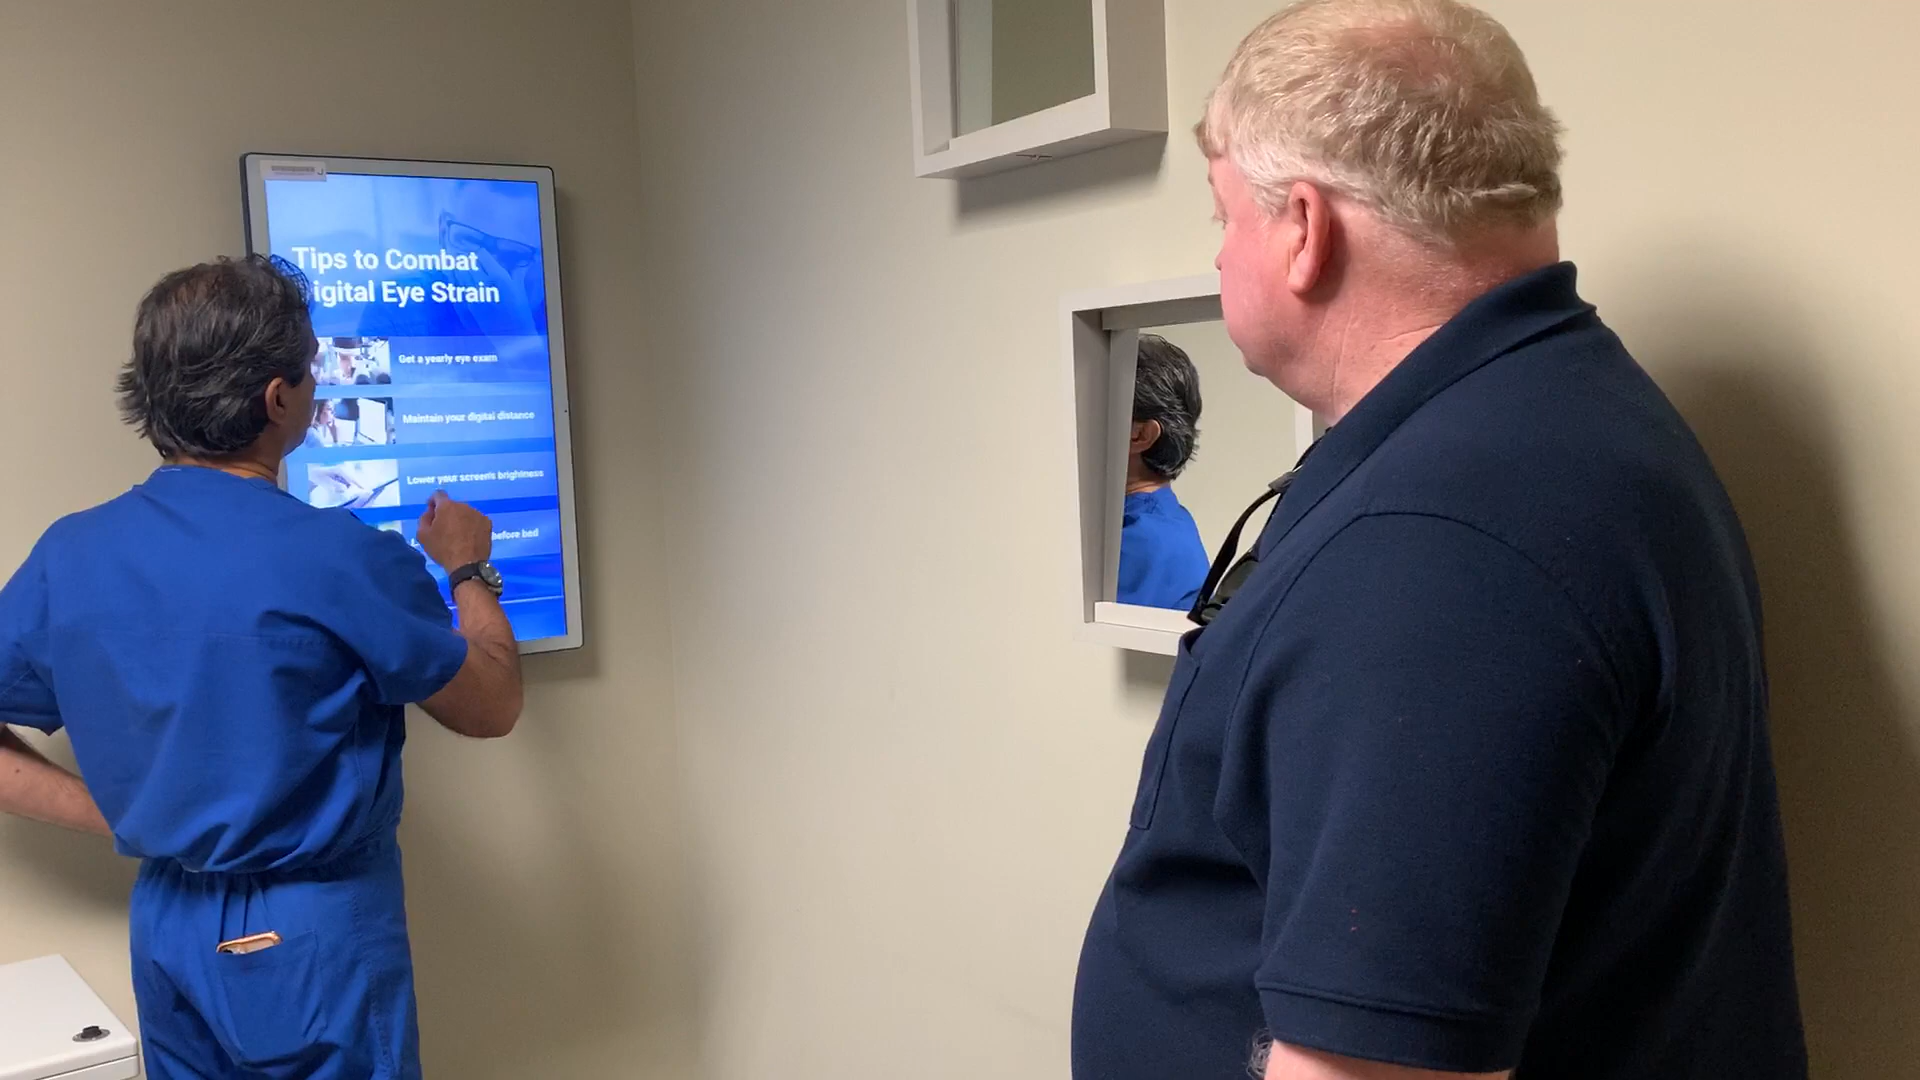 Tips to Combat
igital Eye Strain
Get a yearly eye exam
Maintain your digital distance
Lower your screen's brightness
L
before bed